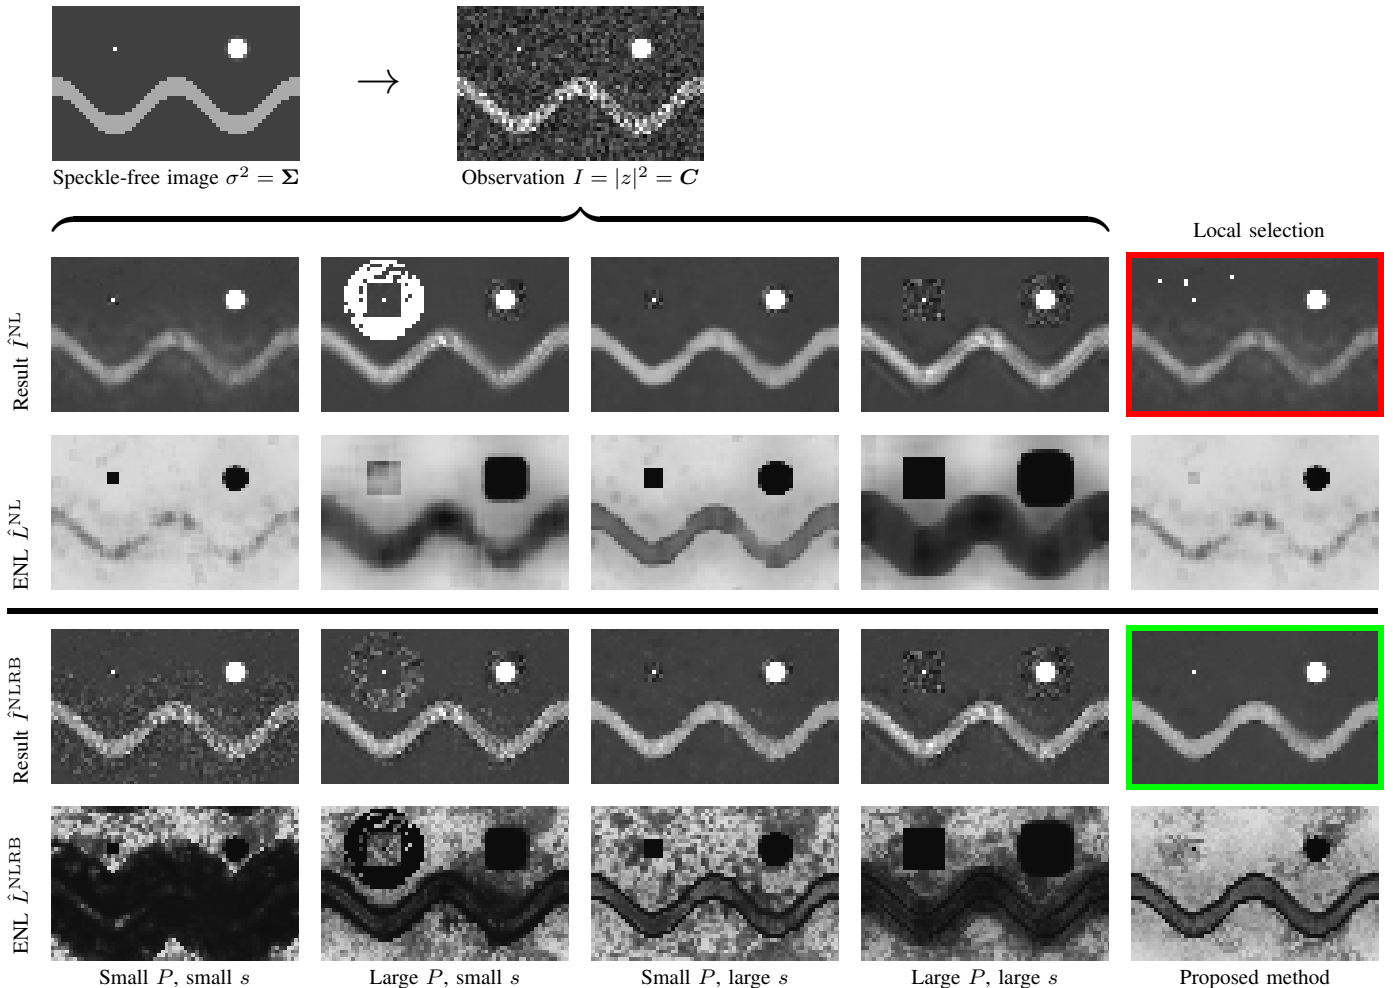 Speckle-free image σ² = Σ
→
Observation I = |z|² = C
Local selection
Result Î^NL
ENL L̂^NL
Result Î^NLRB
ENL L̂^NLRB
Small P, small s
Large P, small s
Small P, large s
Large P, large s
Proposed method